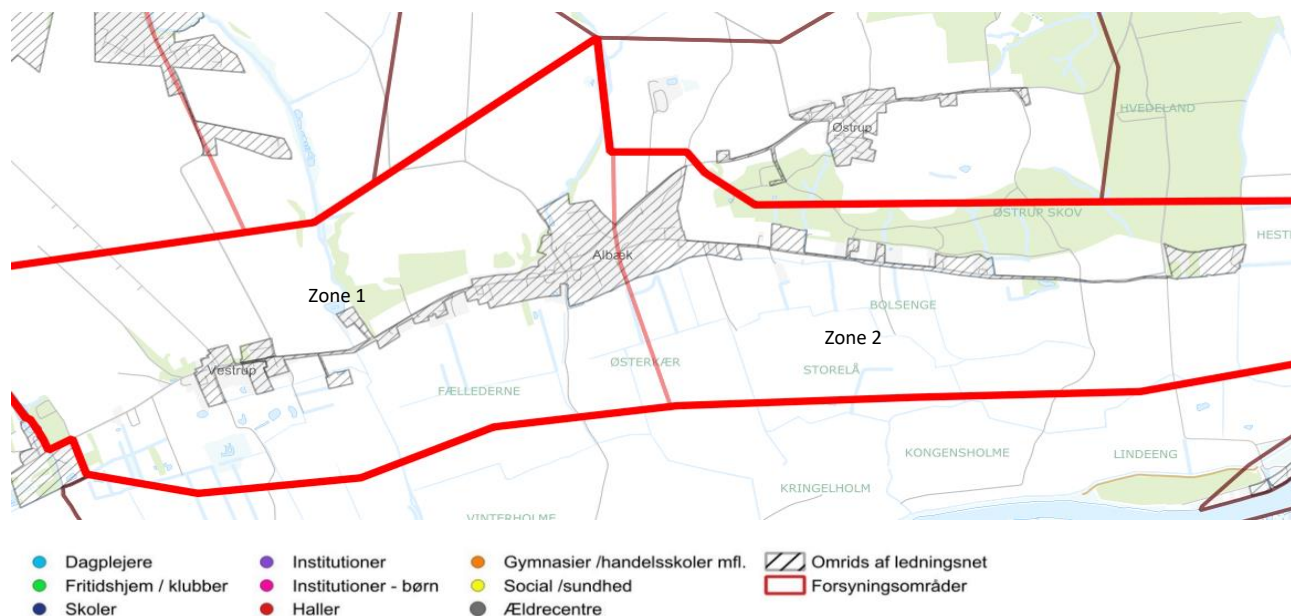 HVEDELAND
Østrup
ØSTRUP SKOV
HEST
Albæk
Zone 1
BOLSENGE
Zone 2
ØSTERKÆR
STORELÅ
Vestrup
FÆLLEDERNE
KONGENSHOLME
LINDEENG
KRINGELHOLM
VINTERHOLME
Dagplejere
Institutioner
Gymnasier /handelsskoler mfl.
Omrids af ledningsnet
Fritidshjem / klubber
Institutioner - børn
Social /sundhed
Forsyningsområder
Skoler
Haller
Ældrecentre